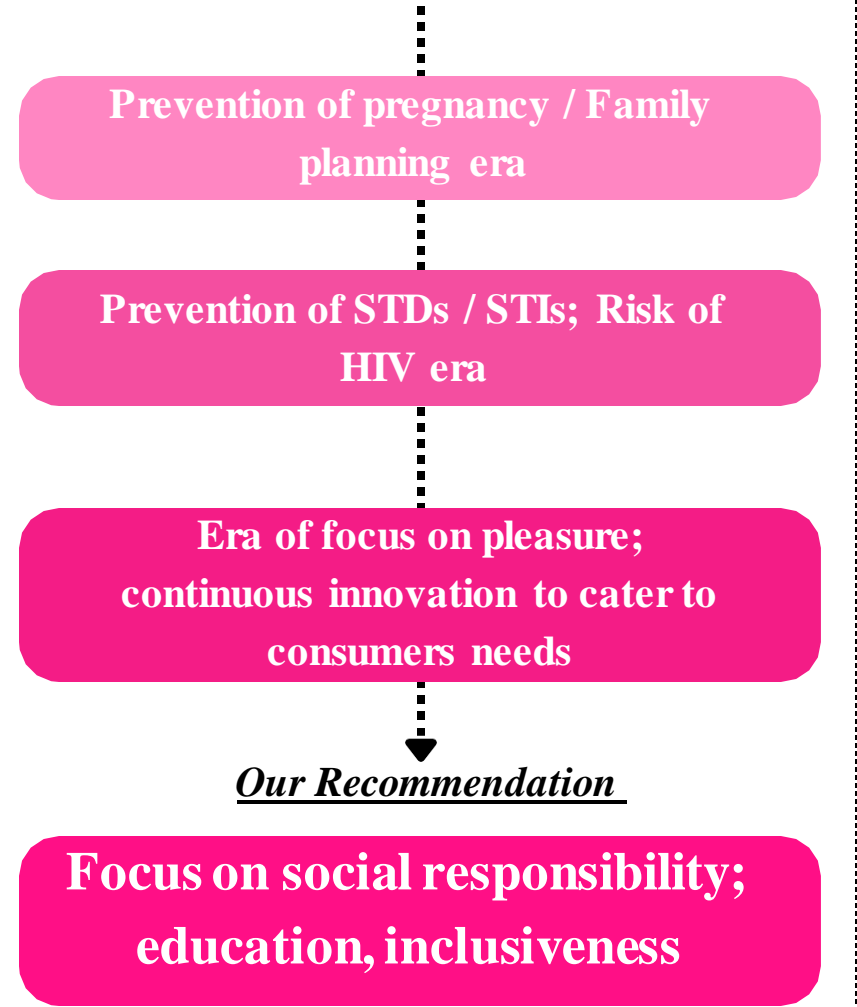 Prevention of pregnancy / Family
planning era
Prevention of STDs / STIs; Risk of
HIV era
Era of focus on pleasure;
continuous innovation to cater to
consumers needs
Our Recommendation
Focus on social responsibility;
education, inclusiveness